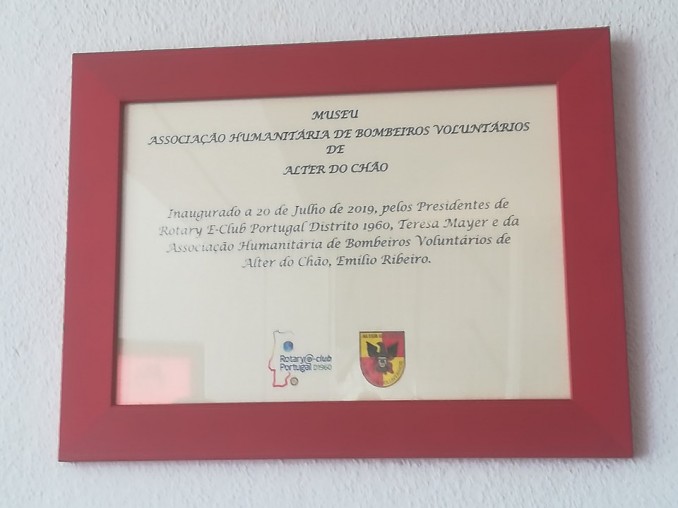 MUSEU
ASSOCIAÇÃO HUMANITÁRIA DE BOMBEIROS VOLUNTÁRIOS
DE
ALTER DO CHÃO
Inaugurado a 20 de Julho de 2019, pelos Presidentes de
Rotary E-Club Portugal Distrito 1960, Teresa Mayer e da
Associação Humanitária de Bombeiros Voluntários de
Alter do Chão, Emílio Ribeiro.
Rotary@-club
Portugal D1960